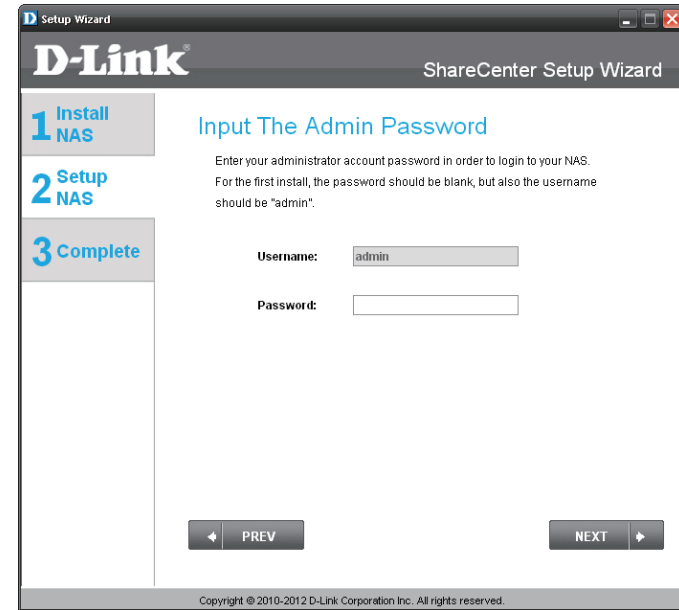 D Setup Wizard
D-Link®
ShareCenter Setup Wizard
1 Install
NAS
2 Setup
NAS
3 Complete
Input The Admin Password
Enter your administrator account password in order to login to your NAS.
For the first install, the password should be blank, but also the username
should be "admin".
Username: admin
Password:
PREV
NEXT
Copyright © 2010-2012 D-Link Corporation Inc. All rights reserved.